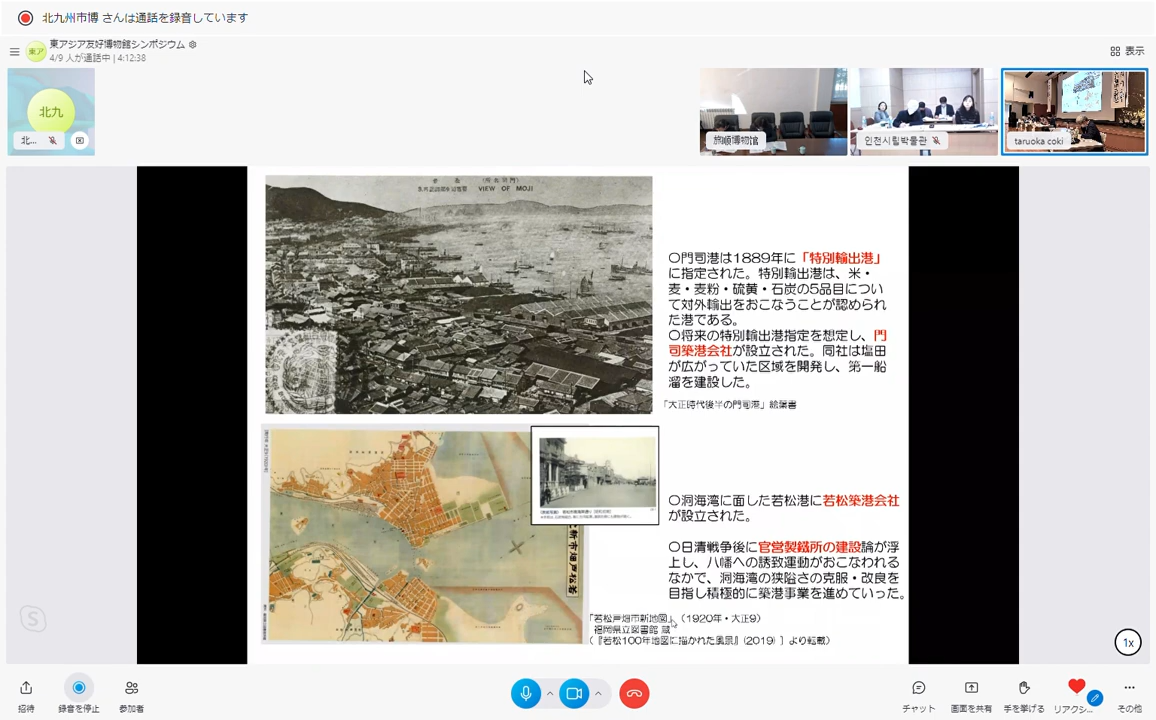 北九州市博 さんは通話を録音しています
東アジア友好博物館シンポジウム
4/9 人が通話中 | 4:12:38
表示
東ア
北九
北...
旅順博物館
인천시립박물관
taruoka coki
VIEW OF MOJI
〇門司港は1889年に「特別輸出港」
に指定された。特別輸出港は、米・
麦・麦粉・硫黄・石炭の5品目につい
て対外輸出をおこなうことが認められ
た港である。
〇将来の特別輸出港指定を想定し、門
司築港会社が設立された。同社は塩田
が広がっていた区域を開発し、第一船
溜を建設した。
「大正時代後半の門司港」絵葉書
〇洞海湾に面した若松港に若松築港会社
が設立された。
〇日清戦争後に官営製鐵所の建設論が浮
上し、八幡への誘致運動がおこなわれる
なかで、洞海湾の狭隘さの克服・改良を
目指し積極的に築港事業を進めていった。
「若松戸畑市新地図」（1920年・大正9）
福岡県立図書館 蔵
（『若松100年地図に描かれた風景』(2019)）より転載）
1x
招待
録音を停止
参加者
チャット
画面を共有
手を挙げる
リアクシ...
その他